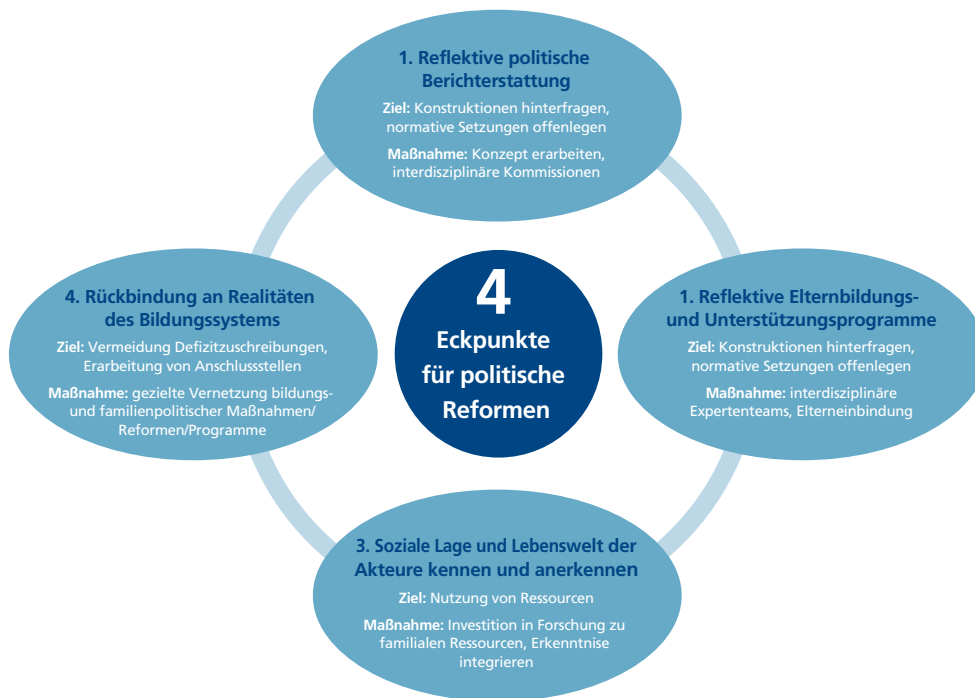 1. Reflektive politische
Berichterstattung
Ziel: Konstruktionen hinterfragen,
normative Setzungen offenlegen
Maßnahme: Konzept erarbeiten,
interdisziplinäre Kommissionen
1. Reflektive Elternbildungs-
und Unterstützungsprogramme
Ziel: Konstruktionen hinterfragen,
normative Setzungen offenlegen
Maßnahme: interdisziplinäre
Expertenteams, Elterneinbindung
3. Soziale Lage und Lebenswelt der
Akteure kennen und anerkennen
Ziel: Nutzung von Ressourcen
Maßnahme: Investition in Forschung zu
familialen Ressourcen, Erkenntnise
integrieren
4. Rückbindung an Realitäten
des Bildungssystems
Ziel: Vermeidung Defizitzuschreibungen,
Erarbeitung von Anschlussstellen
Maßnahme: gezielte Vernetzung bildungs-
und familienpolitischer Maßnahmen/
Reformen/Programme
4
Eckpunkte
für politische
Reformen